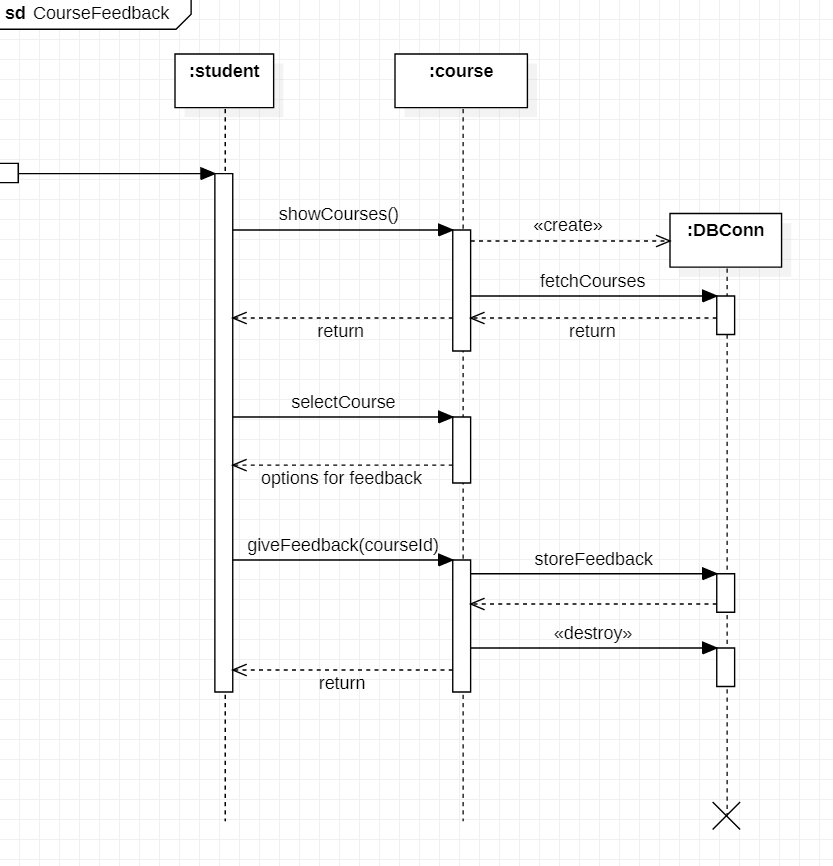 sd CourseFeedback
:student
:course
showCourses()
«create»
:DBConn
fetchCourses
return
return
selectCourse
options for feedback
giveFeedback(courseId)
storeFeedback
«destroy»
return